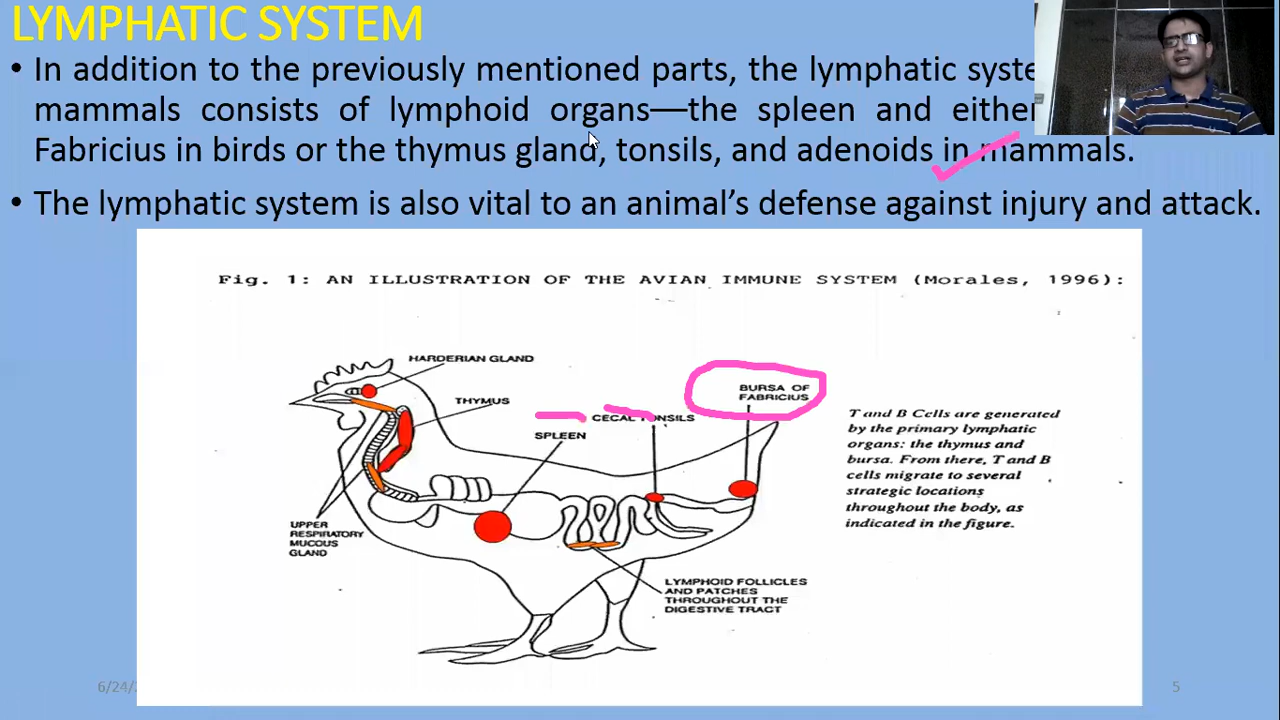 LYMPHATIC SYSTEM
• In addition to the previously mentioned parts, the lymphatic syste
mammals consists of lymphoid organs—the spleen and either
Fabricius in birds or the thymus gland, tonsils, and adenoids in mammals.
• The lymphatic system is also vital to an animal's defense against injury and attack.
Fig. 1: AN ILLUSTRATION OF THE AVIAN IMMUNE SYSTEM (Morales, 1996):
HARDERIAN GLAND
THYMUS
BURSA OF
FABRICIUS
CECAL TONSILS
SPLEEN
T and B Cells are generated
by the primary lymphatic
organs: the thymus and
bursa. From there, T and B
cells migrate to several
strategic locations
throughout the body, as
indicated in the figure.
UPPER
RESPIRATORY
MUCOUS
GLAND
LYMPHOID FOLLICLES
AND PATCHES
THROUGHOUT THE
DIGESTIVE TRACT
6/24/
5